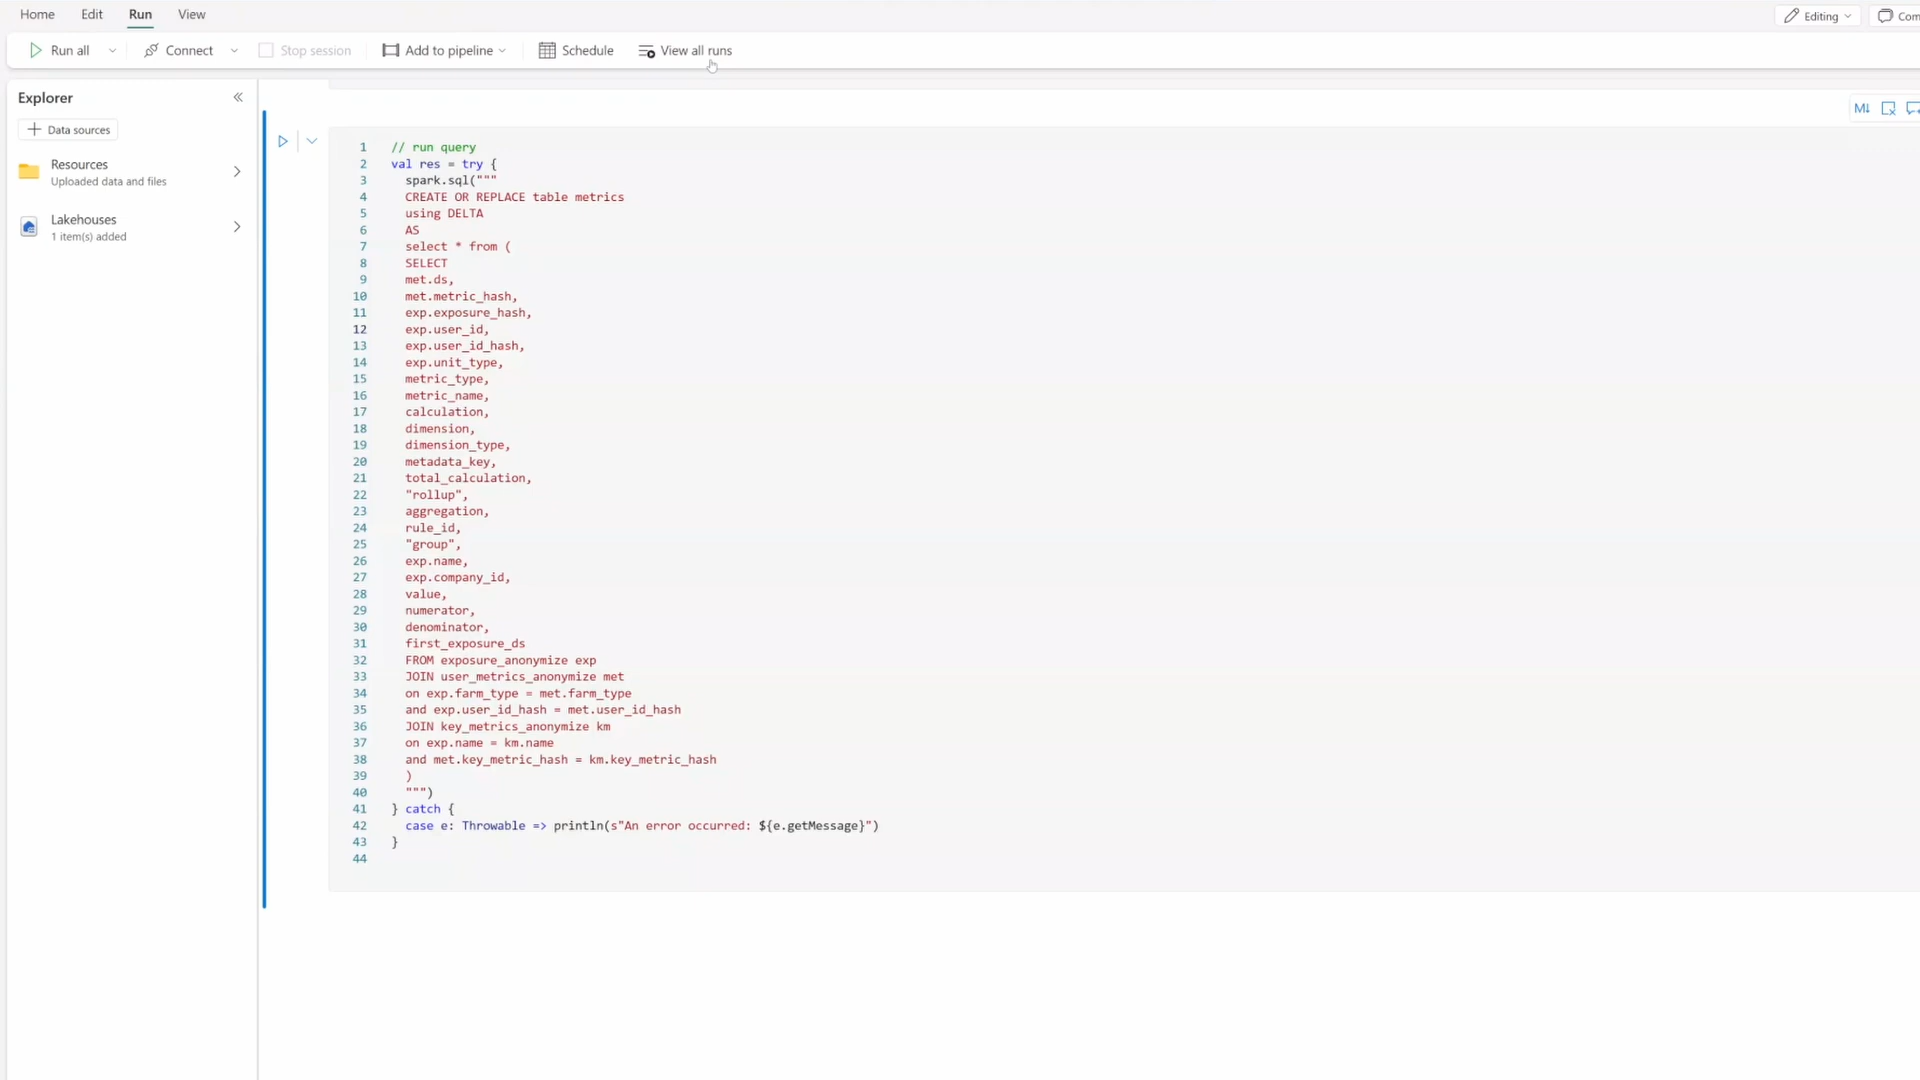 Home Edit Run View Editing
Run all Connect Stop session Add to pipeline Schedule View all runs
Explorer
Data sources
Resources
Uploaded data and files
Lakehouses
1 item(s) added
M↓
1 // run query
2 val res = try {
3 spark.sql("""
4 CREATE OR REPLACE table metrics
5 using DELTA
6 AS
7 select * from (
8 SELECT
9 met.ds,
10 met.metric_hash,
11 exp.exposure_hash,
12 exp.user_id,
13 exp.user_id_hash,
14 exp.unit_type,
15 metric_type,
16 metric_name,
17 calculation,
18 dimension,
19 dimension_type,
20 metadata_key,
21 total_calculation,
22 "rollup",
23 aggregation,
24 rule_id,
25 "group",
26 exp.name,
27 exp.company_id,
28 value,
29 numerator,
30 denominator,
31 first_exposure_ds
32 FROM exposure_anonymize exp
33 JOIN user_metrics_anonymize met
34 on exp.farm_type = met.farm_type
35 and exp.user_id_hash = met.user_id_hash
36 JOIN key_metrics_anonymize km
37 on exp.name = km.name
38 and met.key_metric_hash = km.key_metric_hash
39 )
40 """)
41 } catch {
42 case e: Throwable => println(s"An error occurred: ${e.getMessage}")
43 }
44